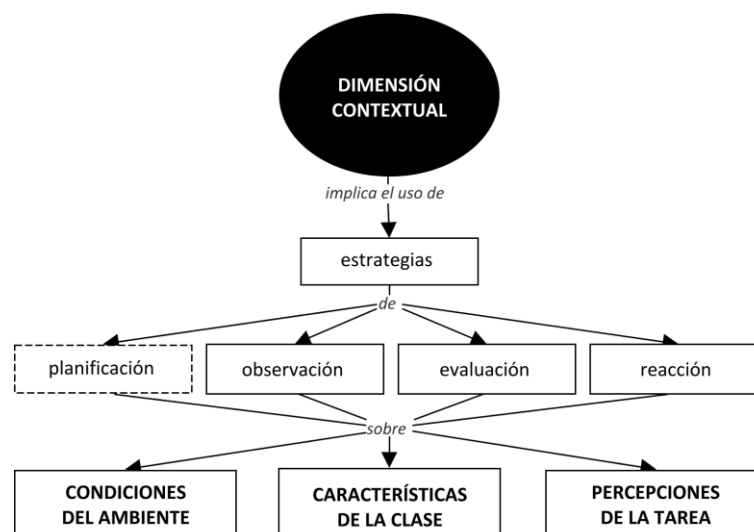 DIMENSIÓN
CONTEXTUAL
implica el uso de
estrategias
de
planificación
observación
evaluación
reacción
sobre
CONDICIONES
DEL AMBIENTE
CARACTERÍSTICAS
DE LA CLASE
PERCEPCIONES
DE LA TAREA